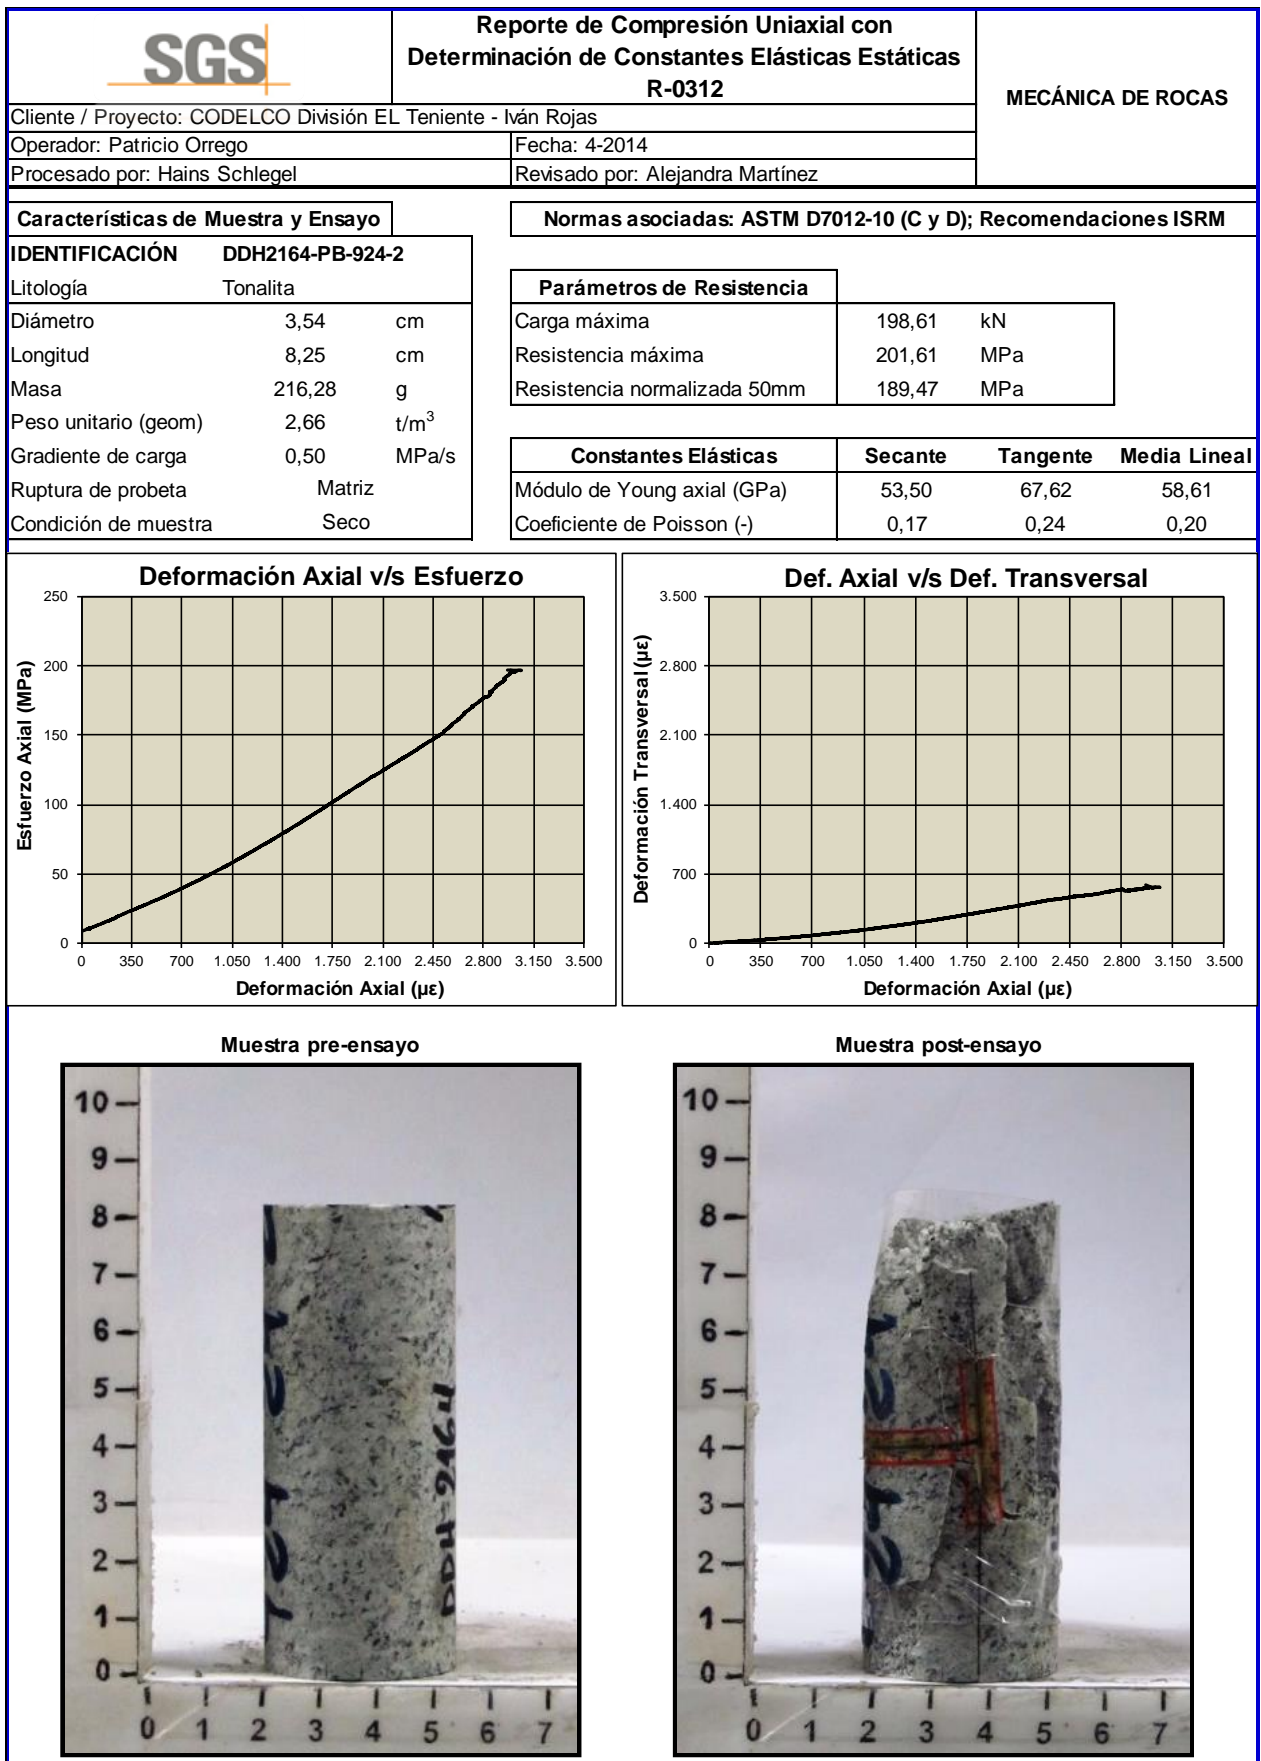 SGS
Reporte de Compresión Uniaxial con
Determinación de Constantes Elásticas Estáticas
R-0312
MECÁNICA DE ROCAS
Cliente / Proyecto: CODELCO División EL Teniente - Iván Rojas
Operador: Patricio Orrego Fecha: 4-2014
Procesado por: Hains Schlegel Revisado por: Alejandra Martínez
Características de Muestra y Ensayo
IDENTIFICACIÓN DDH2164-PB-924-2
Litología Tonalita
Diámetro 3,54 cm
Longitud 8,25 cm
Masa 216,28 g
Peso unitario (geom) 2,66 t/m³
Gradiente de carga 0,50 MPa/s
Ruptura de probeta Matriz
Condición de muestra Seco
Normas asociadas: ASTM D7012-10 (C y D); Recomendaciones ISRM
Parámetros de Resistencia
Carga máxima 198,61 kN
Resistencia máxima 201,61 MPa
Resistencia normalizada 50mm 189,47 MPa
Constantes Elásticas Secante Tangente Media Lineal
Módulo de Young axial (GPa) 53,50 67,62 58,61
Coeficiente de Poisson (-) 0,17 0,24 0,20
Deformación Axial v/s Esfuerzo
Esfuerzo Axial (MPa)
250
200
150
100
50
0
0 350 700 1.050 1.400 1.750 2.100 2.450 2.800 3.150 3.500
Deformación Axial (µε)
Def. Axial v/s Def. Transversal
Deformación Transversal (µε)
3.500
2.800
2.100
1.400
700
0
0 350 700 1.050 1.400 1.750 2.100 2.450 2.800 3.150 3.500
Deformación Axial (µε)
Muestra pre-ensayo
10
9
8
7
6
5
4
3
2
1
0
0 1 2 3 4 5 6 7
DDH-2164
Muestra post-ensayo
10
9
8
7
6
5
4
3
2
1
0
0 1 2 3 4 5 6 7